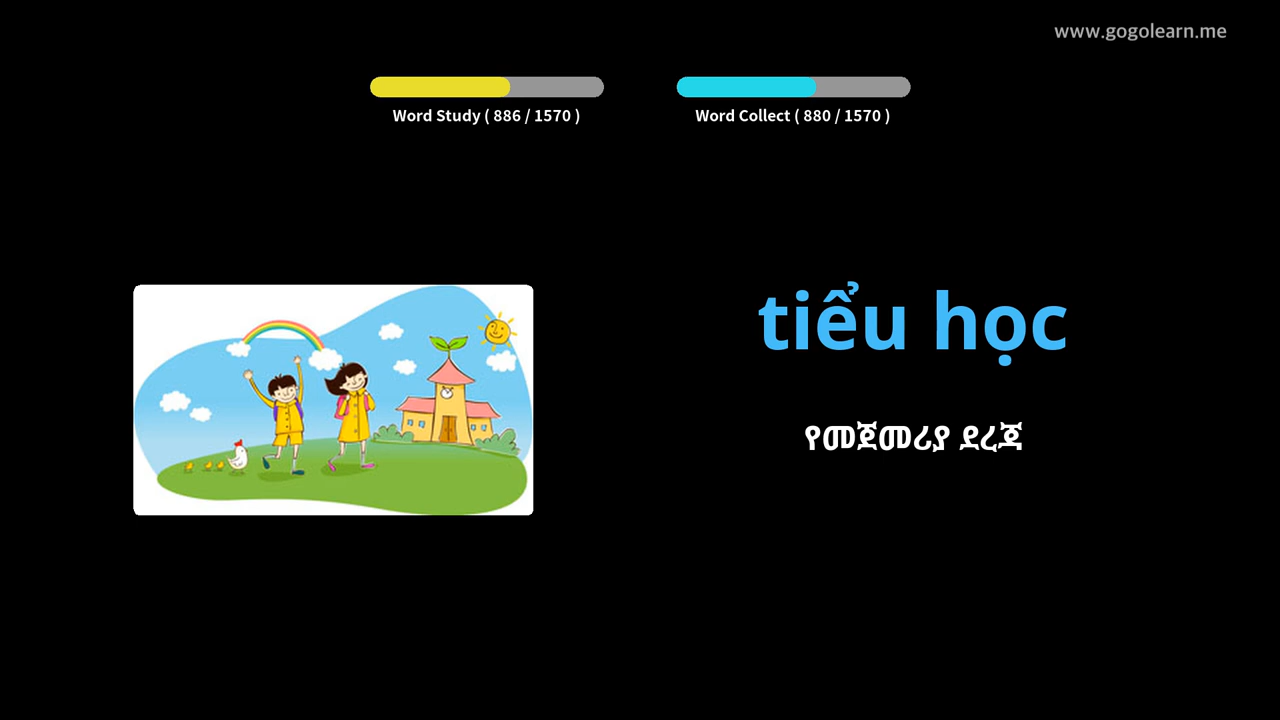 www.gogolearn.me
Word Study ( 886 / 1570 )
Word Collect ( 880 / 1570 )
tiểu học
የመጀመሪያ ደረጃ